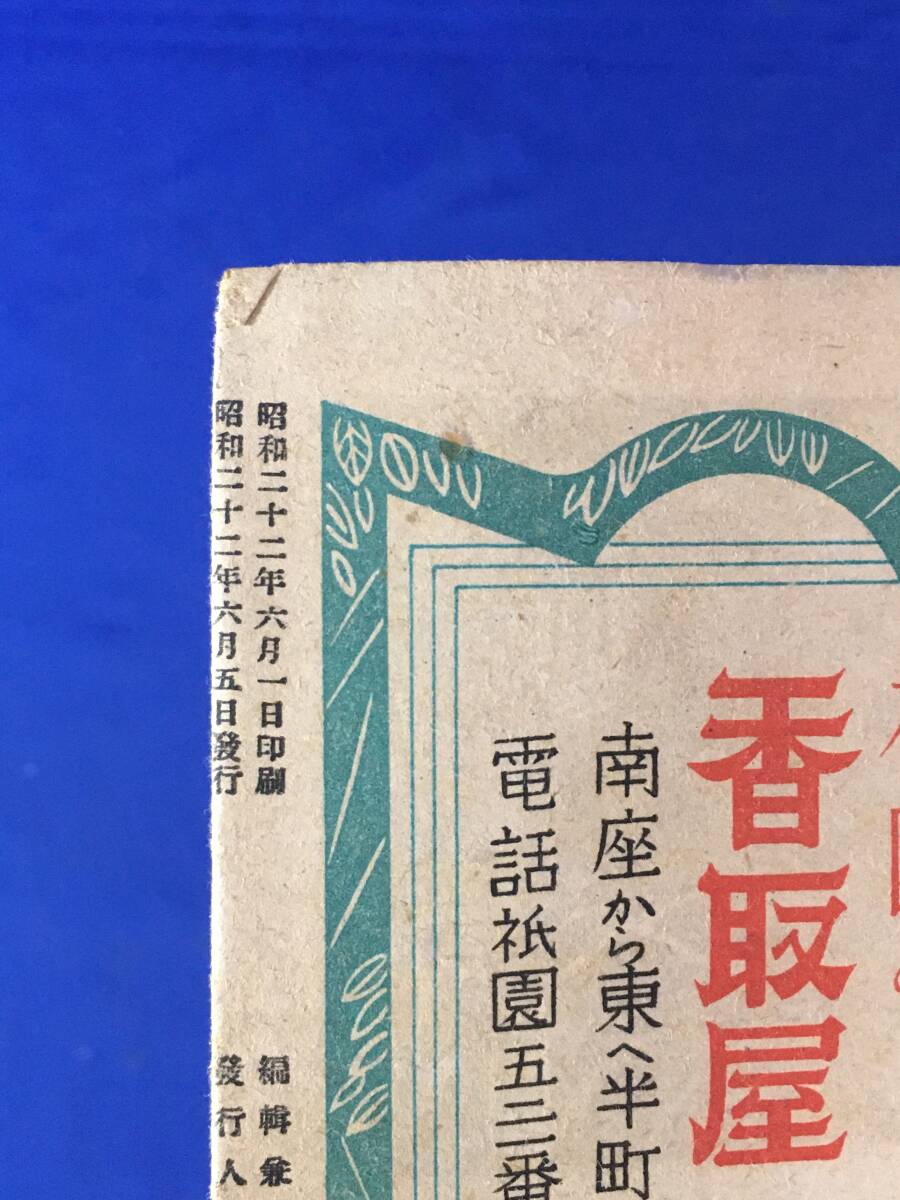 香取屋
南座から東へ半町
電話祇園五三番
昭和二十二年六月一日印刷
昭和二十二年六月五日發行
編輯兼
發行人